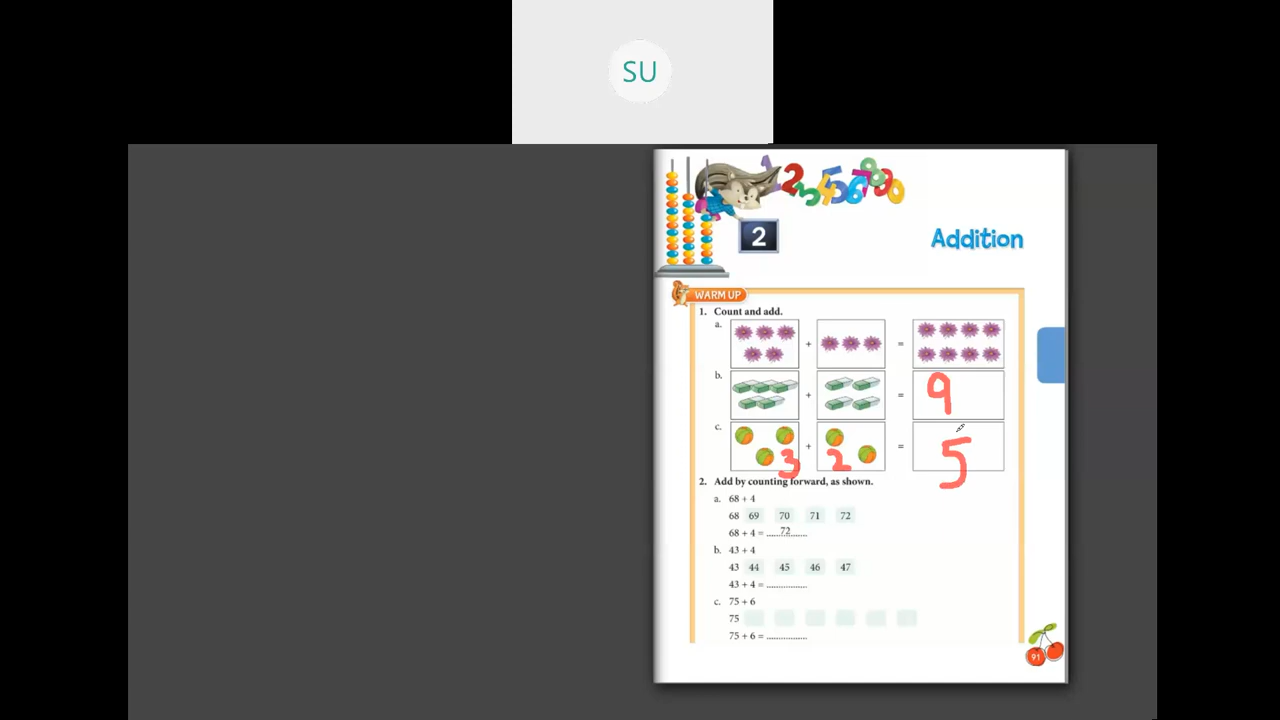 SU
1234567890
2
Addition
WARM UP
1. Count and add.
a. + =
b. + = 9
c. 3 + 2 = 5
2. Add by counting forward, as shown.
a. 68 + 4
68 69 70 71 72
68 + 4 = ....72........
b. 43 + 4
43 44 45 46 47
43 + 4 = ................
c. 75 + 6
75
75 + 6 = ................
91